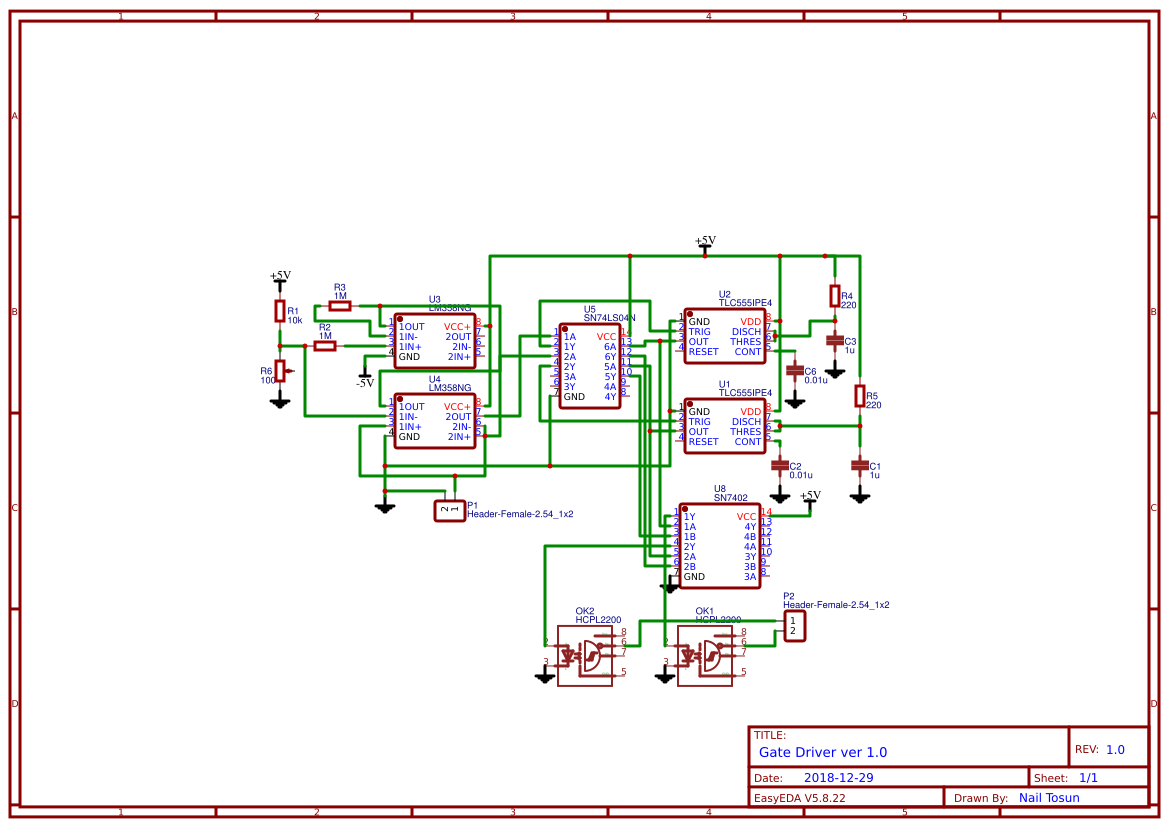 1 2 3 4 5
A A
+5V
+5V
R3
1M
R1
10k
R2
1M
R6
100
-5V
U3
LM358NG
1 1OUT VCC+ 8
2 1IN- 2OUT 7
3 1IN+ 2IN- 6
4 GND 2IN+ 5
U4
LM358NG
1 1OUT VCC+ 8
2 1IN- 2OUT 7
3 1IN+ 2IN- 6
4 GND 2IN+ 5
U5
SN74LS04N
1 1A VCC 14
2 1Y 6A 13
3 2A 6Y 12
4 2Y 5A 11
5 3A 5Y 10
6 3Y 4A 9
7 GND 4Y 8
U2
TLC555IPE4
1 GND VDD 8
2 TRIG DISCH 7
3 OUT THRES 6
4 RESET CONT 5
U1
TLC555IPE4
1 GND VDD 8
2 TRIG DISCH 7
3 OUT THRES 6
4 RESET CONT 5
R4
220
C3
1u
C6
0.01u
R5
220
C2
0.01u
C1
1u
B B
P1
Header-Female-2.54_1x2
2 1
U8
SN7402
+5V
1 1Y VCC 14
2 1A 4Y 13
3 1B 4B 12
4 2Y 4A 11
5 2A 3Y 10
6 2B 3B 9
7 GND 3A 8
C C
P2
Header-Female-2.54_1x2
1
2
OK2
HCPL2200
2 3 8 6 7 5
OK1
HCPL2200
2 3 8 6 7 5
D D
TITLE:
Gate Driver ver 1.0
REV: 1.0
Date: 2018-12-29
Sheet: 1/1
EasyEDA V5.8.22
Drawn By: Nail Tosun
1 2 3 4 5